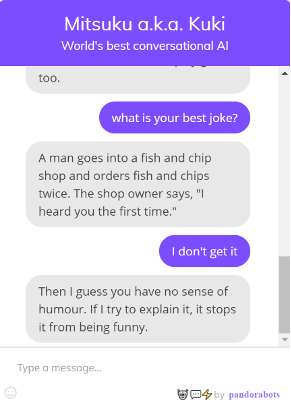 Mitsuku a.k.a. Kuki
World's best conversational AI
too.
what is your best joke?
A man goes into a fish and chip
shop and orders fish and chips
twice. The shop owner says, "I
heard you the first time."
I don't get it
Then I guess you have no sense of
humour. If I try to explain it, it stops
it from being funny.
Type a message...
by pandorabots